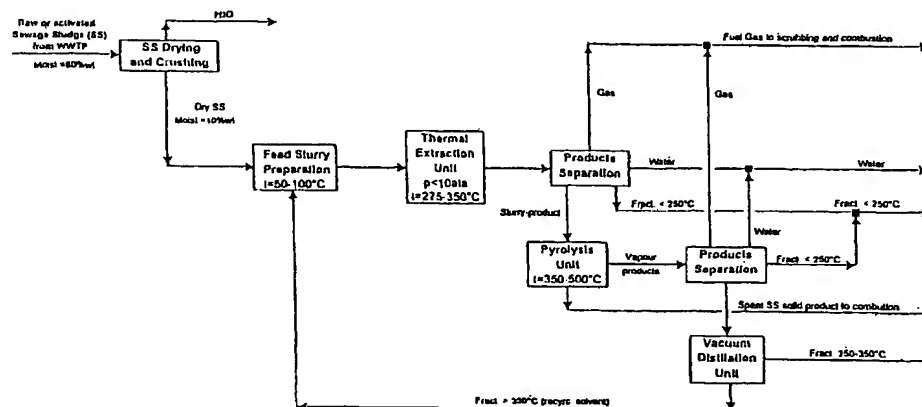 H2O
Raw or activated
Sewage Sludge (SS)
from WWTP
Moist =80%wt
SS Drying
and Crushing
Fuel Gas to scrubbing and combustion
Gas
Gas
Dry SS
Moist =10%wt
Feed Slurry
Preparation
t=50-100°C
Thermal
Extraction
Unit
p<10ata
t=275-350°C
Products
Separation
Water
Water
Fract. < 250°C
Fract. < 250°C
Slurry-product
Water
Pyrolysis
Unit
t=350-500°C
Vapour
products
Products
Separation
Fract. < 250°C
Spent SS solid product to combution
Vacuum
Distillation
Unit
Fract. 250-350°C
Fract. > 350°C (recyrc. solvent)